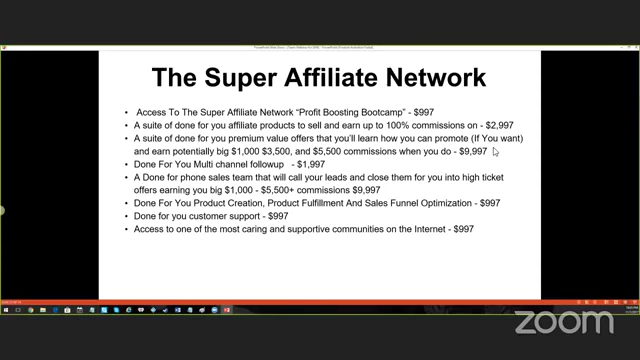 The Super Affiliate Network
• Access To The Super Affiliate Network “Profit Boosting Bootcamp” - $997
• A suite of done for you affiliate products to sell and earn up to 100% commissions on - $2,997
• A suite of done for you premium value offers that you’ll learn how you can promote (If You want)
and earn potentially big $1,000 $3,500, and $5,500 commissions when you do - $9,997
• Done For You Multi channel followup - $1,997
• A Done for phone sales team that will call your leads and close them for you into high ticket
offers earning you big $1,000 - $5,500+ commissions $9,997
• Done For You Product Creation, Product Fulfillment And Sales Funnel Optimization - $997
• Done for you customer support - $997
• Access to one of the most caring and supportive communities on the Internet - $997
zoom